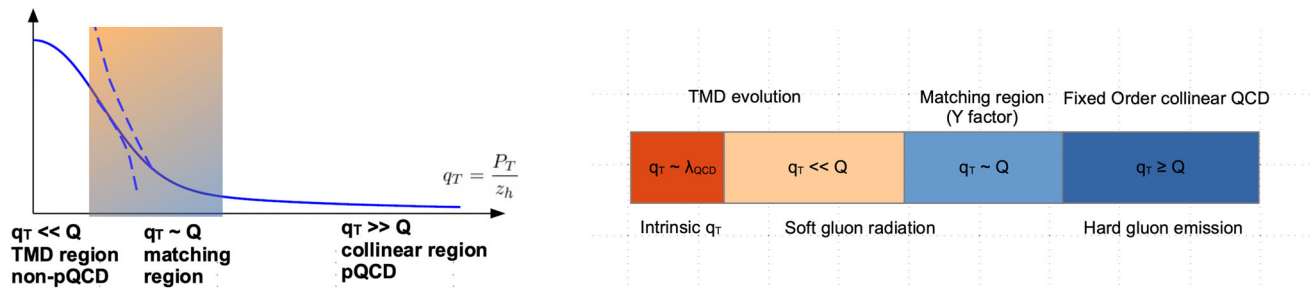 q_T = P_T / z_h
q_T << Q
TMD region
non-pQCD
q_T ~ Q
matching
region
q_T >> Q
collinear region
pQCD
TMD evolution
Matching region
(Y factor)
Fixed Order collinear QCD
q_T ~ λ_QCD
q_T << Q
q_T ~ Q
q_T ≥ Q
Intrinsic q_T
Soft gluon radiation
Hard gluon emission